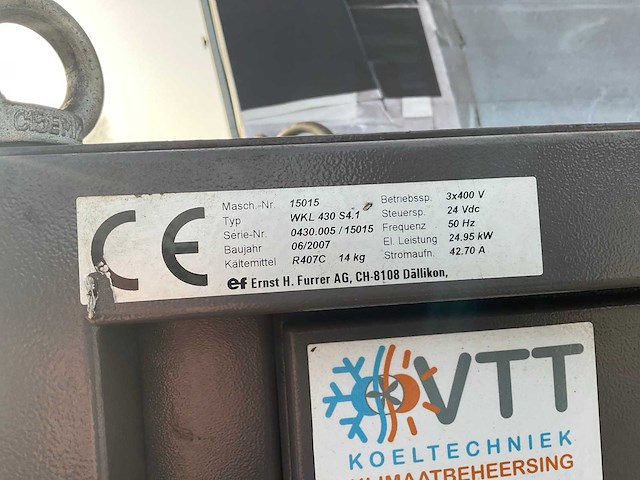 CE
Masch.-Nr. 15015
Typ WKL 430 S4.1
Serie-Nr. 0430.005 / 15015
Baujahr 06/2007
Kältemittel R407C 14 kg
Betriebssp. 3x400 V
Steuersp. 24 Vdc
Frequenz 50 Hz
El. Leistung 24.95 kW
Stromaufn. 42.70 A
ef Ernst H. Furrer AG, CH-8108 Dällikon,
VTT
KOELTECHNIEK
KLIMAATBEHEERSING